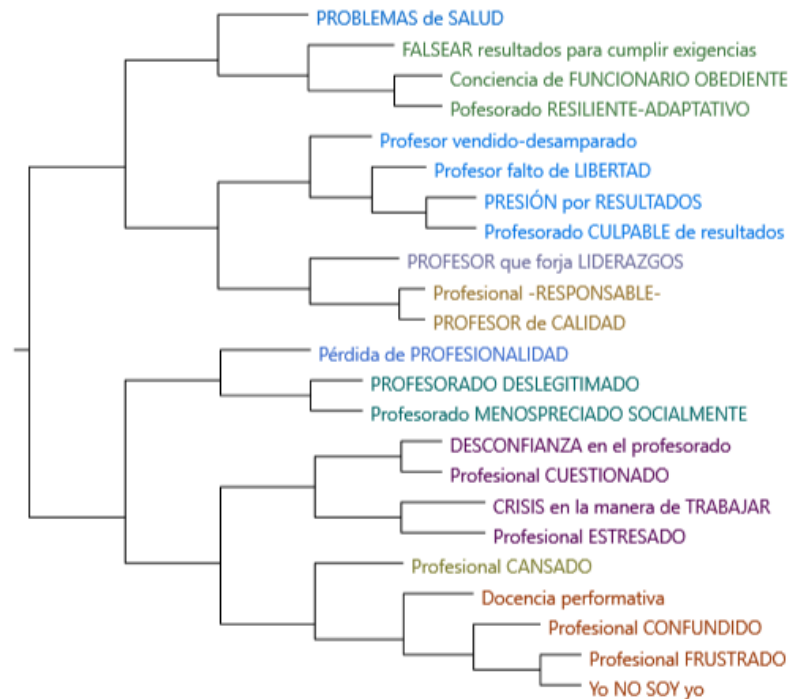 PROBLEMAS de SALUD
FALSEAR resultados para cumplir exigencias
Conciencia de FUNCIONARIO OBEDIENTE
Pofesorado RESILIENTE-ADAPTATIVO
Profesor vendido-desamparado
Profesor falto de LIBERTAD
PRESIÓN por RESULTADOS
Profesorado CULPABLE de resultados
PROFESOR que forja LIDERAZGOS
Profesional -RESPONSABLE-
PROFESOR de CALIDAD
Pérdida de PROFESIONALIDAD
PROFESORADO DESLEGITIMADO
Profesorado MENOSPRECIADO SOCIALMENTE
DESCONFIANZA en el profesorado
Profesional CUESTIONADO
CRISIS en la manera de TRABAJAR
Profesional ESTRESADO
Profesional CANSADO
Docencia performativa
Profesional CONFUNDIDO
Profesional FRUSTRADO
Yo NO SOY yo